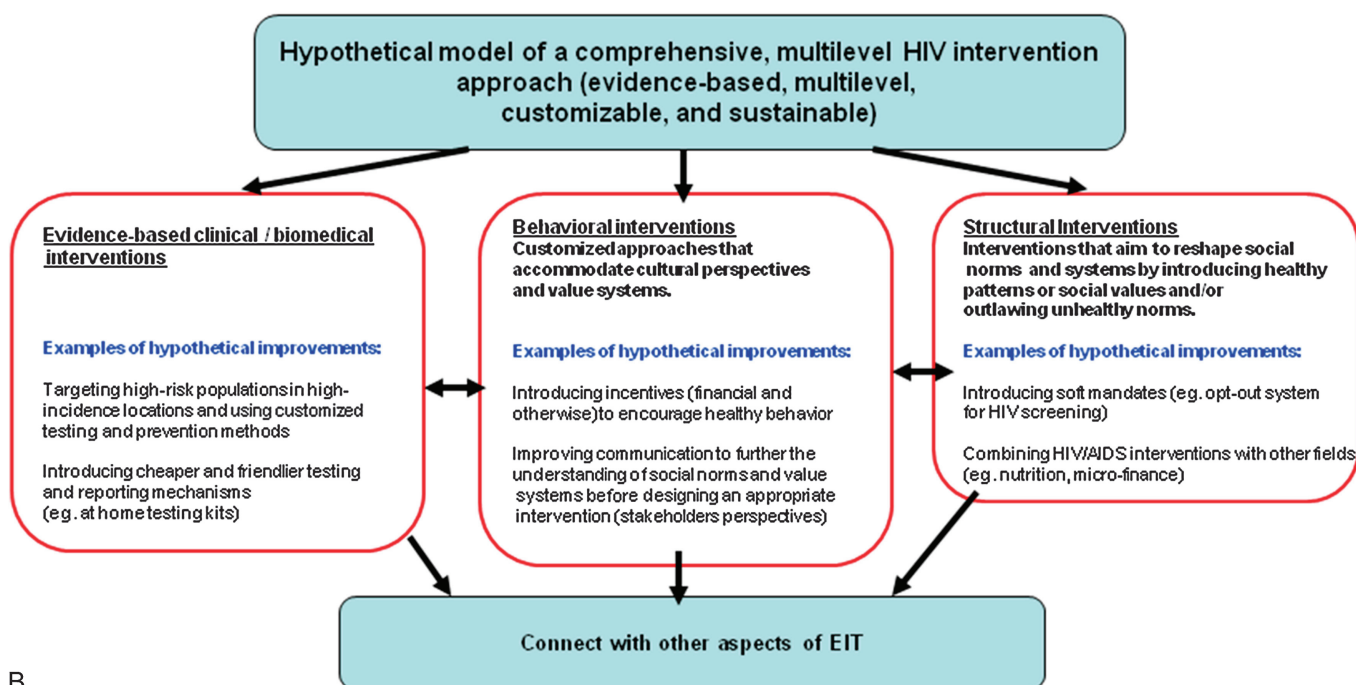 Hypothetical model of a comprehensive, multilevel HIV intervention
approach (evidence-based, multilevel,
customizable, and sustainable)
Evidence-based clinical / biomedical
interventions
Examples of hypothetical improvements:
Targeting high-risk populations in high-
incidence locations and using customized
testing and prevention methods
Introducing cheaper and friendlier testing
and reporting mechanisms
(eg. at home testing kits)
Behavioral interventions
Customized approaches that
accommodate cultural perspectives
and value systems.
Examples of hypothetical improvements:
Introducing incentives (financial and
otherwise)to encourage healthy behavior
Improving communication to further the
understanding of social norms and value
systems before designing an appropriate
intervention (stakeholders perspectives)
Structural Interventions
Interventions that aim to reshape social
norms and systems by introducing healthy
patterns or social values and/or
outlawing unhealthy norms.
Examples of hypothetical improvements:
Introducing soft mandates (eg. opt-out system
for HIV screening)
Combining HIV/AIDS interventions with other fields
(eg. nutrition, micro-finance)
Connect with other aspects of EIT
B